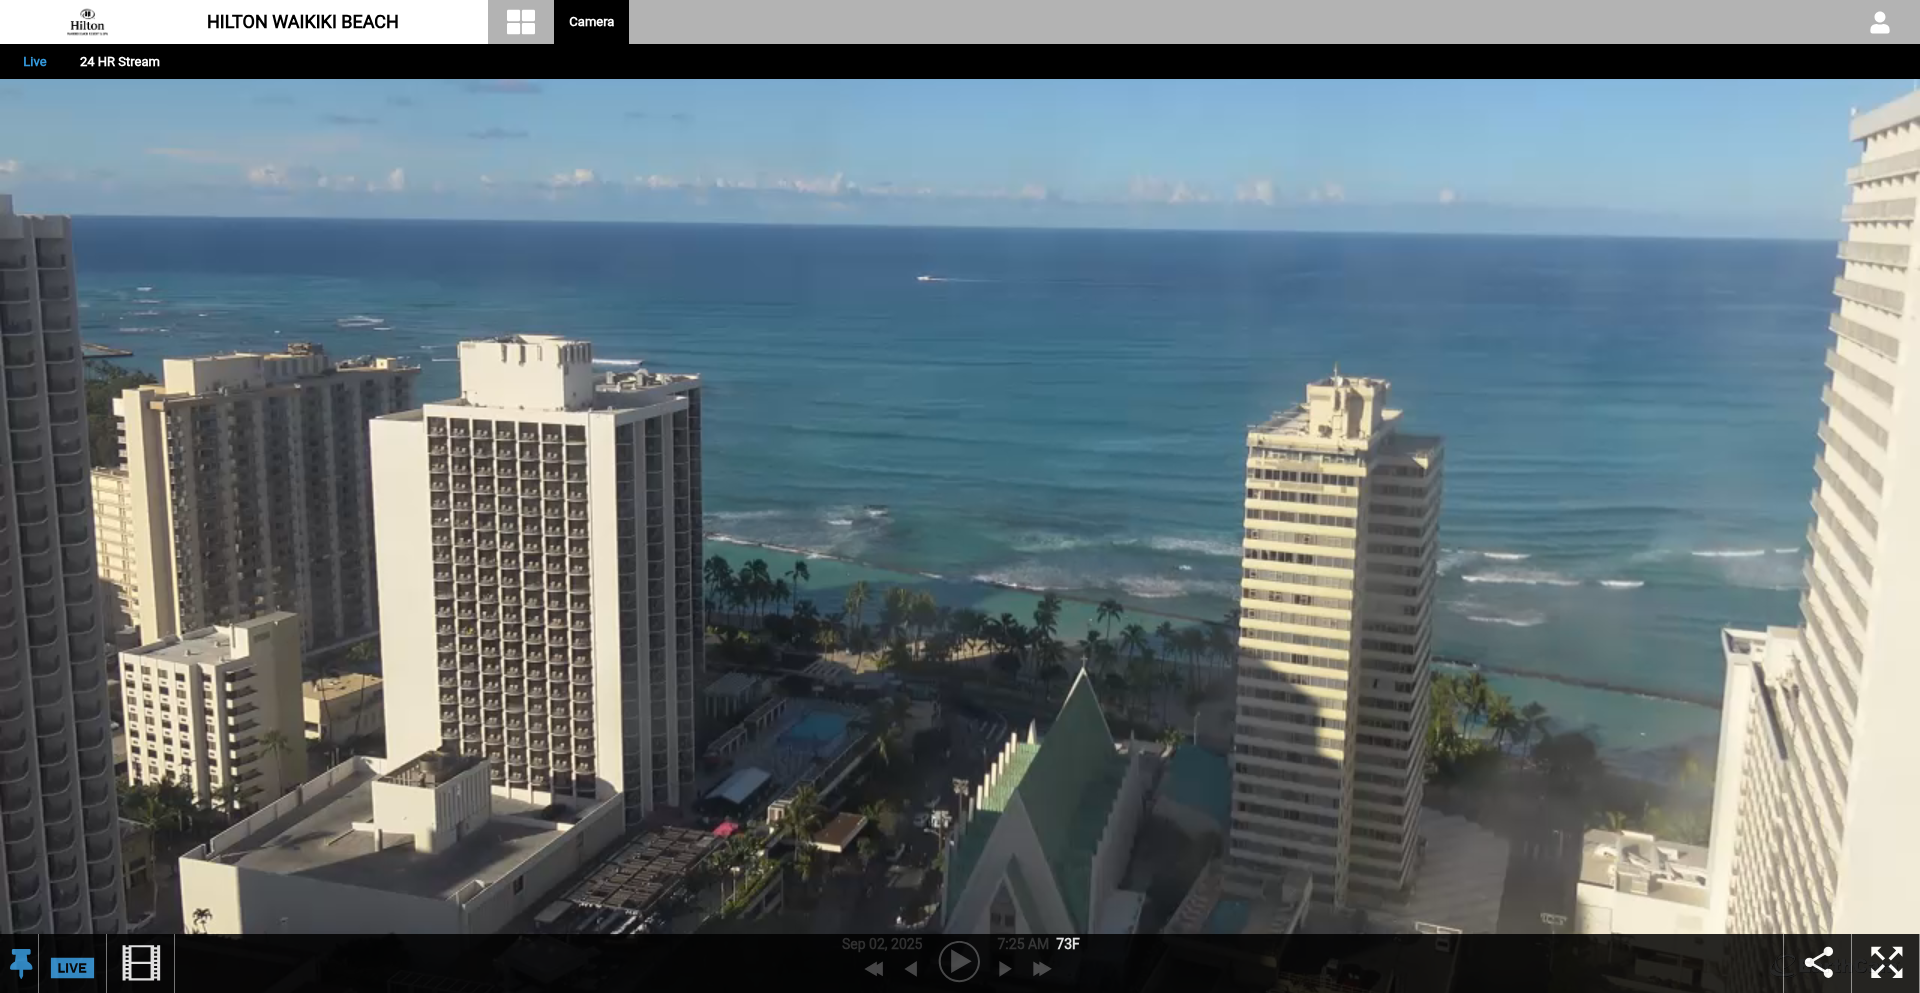 Hilton
HILTON WAIKIKI BEACH
Camera
Live
24 HR Stream
Sep 02, 2025
7:25 AM
73F
LIVE